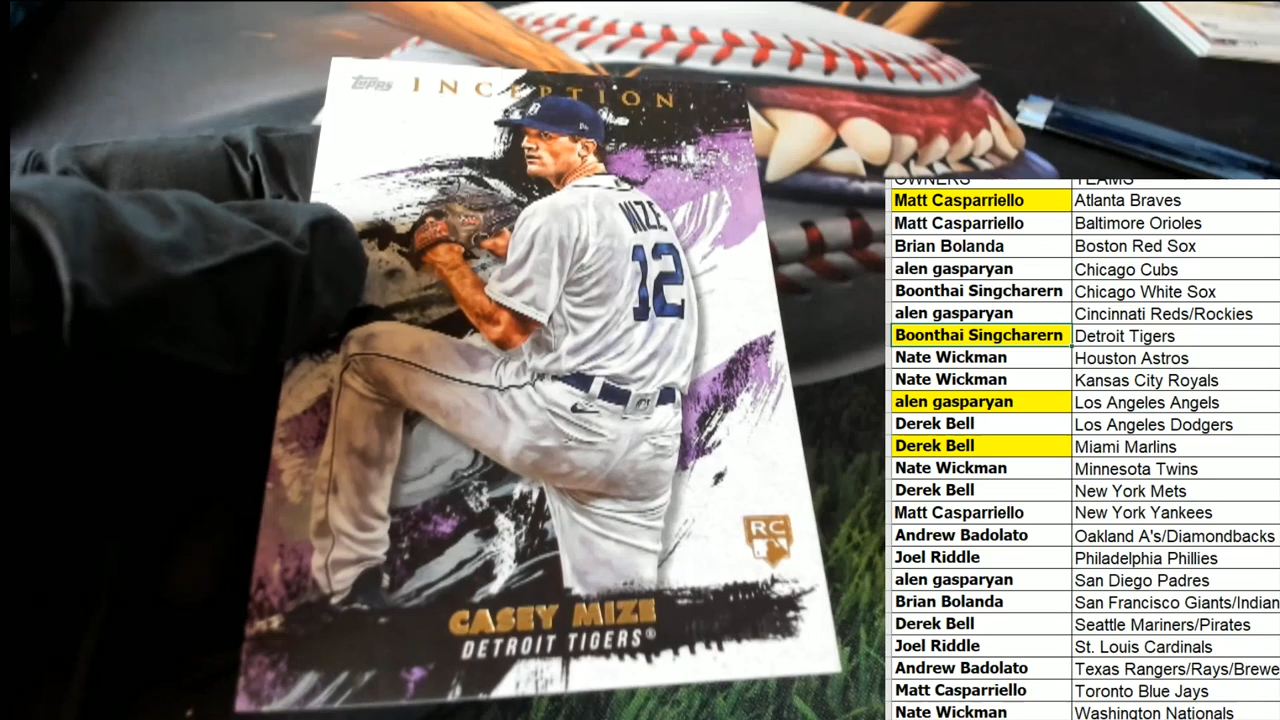 Topps INCEPTION
MIZE
12
RC
CASEY MIZE
DETROIT TIGERS®
OWNERS TEAMS
Matt Casparriello Atlanta Braves
Matt Casparriello Baltimore Orioles
Brian Bolanda Boston Red Sox
alen gasparyan Chicago Cubs
Boonthai Singcharern Chicago White Sox
alen gasparyan Cincinnati Reds/Rockies
Boonthai Singcharern Detroit Tigers
Nate Wickman Houston Astros
Nate Wickman Kansas City Royals
alen gasparyan Los Angeles Angels
Derek Bell Los Angeles Dodgers
Derek Bell Miami Marlins
Nate Wickman Minnesota Twins
Derek Bell New York Mets
Matt Casparriello New York Yankees
Andrew Badolato Oakland A's/Diamondbacks
Joel Riddle Philadelphia Phillies
alen gasparyan San Diego Padres
Brian Bolanda San Francisco Giants/Indian
Derek Bell Seattle Mariners/Pirates
Joel Riddle St. Louis Cardinals
Andrew Badolato Texas Rangers/Rays/Brewe
Matt Casparriello Toronto Blue Jays
Nate Wickman Washington Nationals